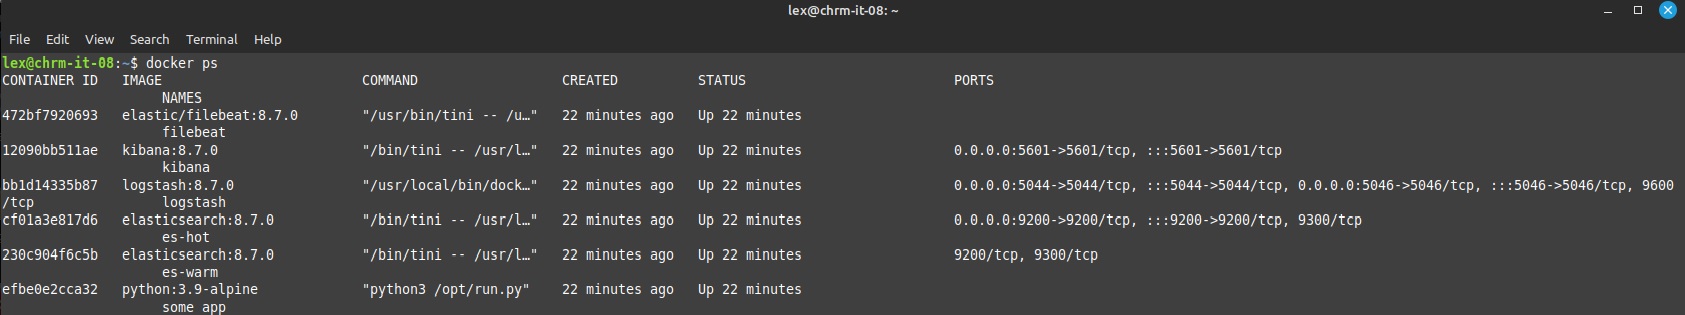 lex@chrm-it-08: ~
File Edit View Search Terminal Help
lex@chrm-it-08:~$ docker ps
CONTAINER ID IMAGE COMMAND CREATED STATUS PORTS
NAMES
472bf7920693 elastic/filebeat:8.7.0 "/usr/bin/tini -- /u…" 22 minutes ago Up 22 minutes
filebeat
12090bb511ae kibana:8.7.0 "/bin/tini -- /usr/l…" 22 minutes ago Up 22 minutes 0.0.0.0:5601->5601/tcp, :::5601->5601/tcp
kibana
bb1d14335b87 logstash:8.7.0 "/usr/local/bin/dock…" 22 minutes ago Up 22 minutes 0.0.0.0:5044->5044/tcp, :::5044->5044/tcp, 0.0.0.0:5046->5046/tcp, :::5046->5046/tcp, 9600
/tcp logstash
cf01a3e817d6 elasticsearch:8.7.0 "/bin/tini -- /usr/l…" 22 minutes ago Up 22 minutes 0.0.0.0:9200->9200/tcp, :::9200->9200/tcp, 9300/tcp
es-hot
230c904f6c5b elasticsearch:8.7.0 "/bin/tini -- /usr/l…" 22 minutes ago Up 22 minutes 9200/tcp, 9300/tcp
es-warm
efbe0e2cca32 python:3.9-alpine "python3 /opt/run.py" 22 minutes ago Up 22 minutes
some app